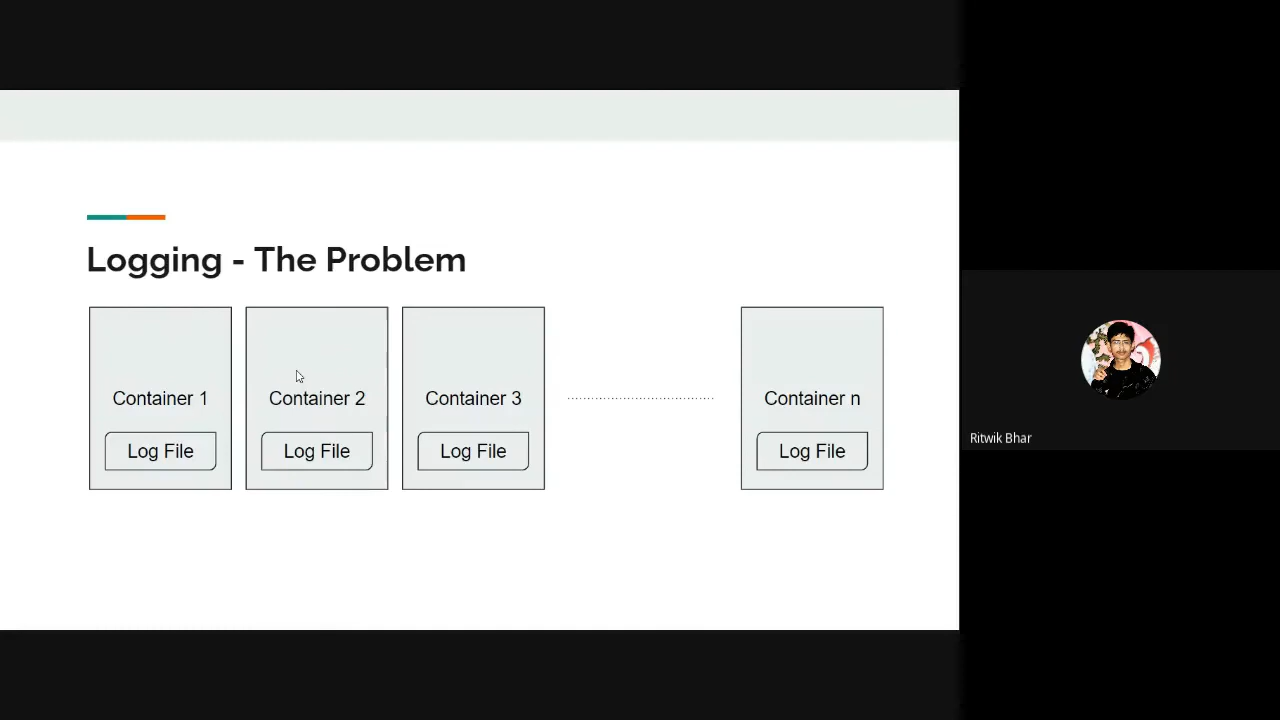 Logging - The Problem
Container 1
Container 2
Container 3
Container n
Log File
Log File
Log File
Log File
Ritwik Bhar